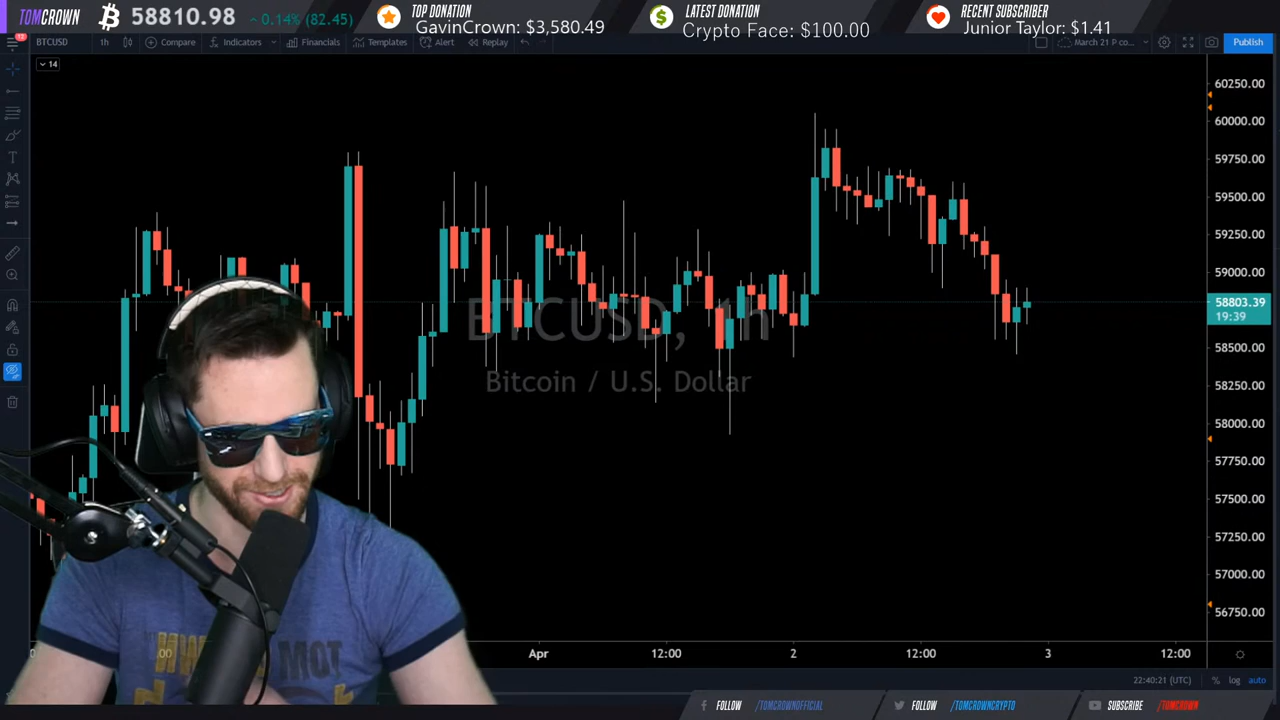 TOMCROWN
58810.98
0.14% (82.45)
TOP DONATION
GavinCrown: $3,580.49
LATEST DONATION
Crypto Face: $100.00
RECENT SUBSCRIBER
Junior Taylor: $1.41
BTCUSD
1h
Compare
Indicators
Financials
Templates
Alert
Replay
March 21 P co...
Publish
14
60250.00
60000.00
59750.00
59500.00
59250.00
59000.00
58803.39
19:39
58500.00
58250.00
58000.00
57750.00
57500.00
57250.00
57000.00
56750.00
BTCUSD, 1h
Bitcoin / U.S. Dollar
Apr
12:00
2
12:00
3
12:00
22:40:21 (UTC)
%
log
auto
FOLLOW
/TOMCROWNOFFICIAL
FOLLOW
/TOMCROWNCRYPTO
SUBSCRIBE
/TOMCROWN